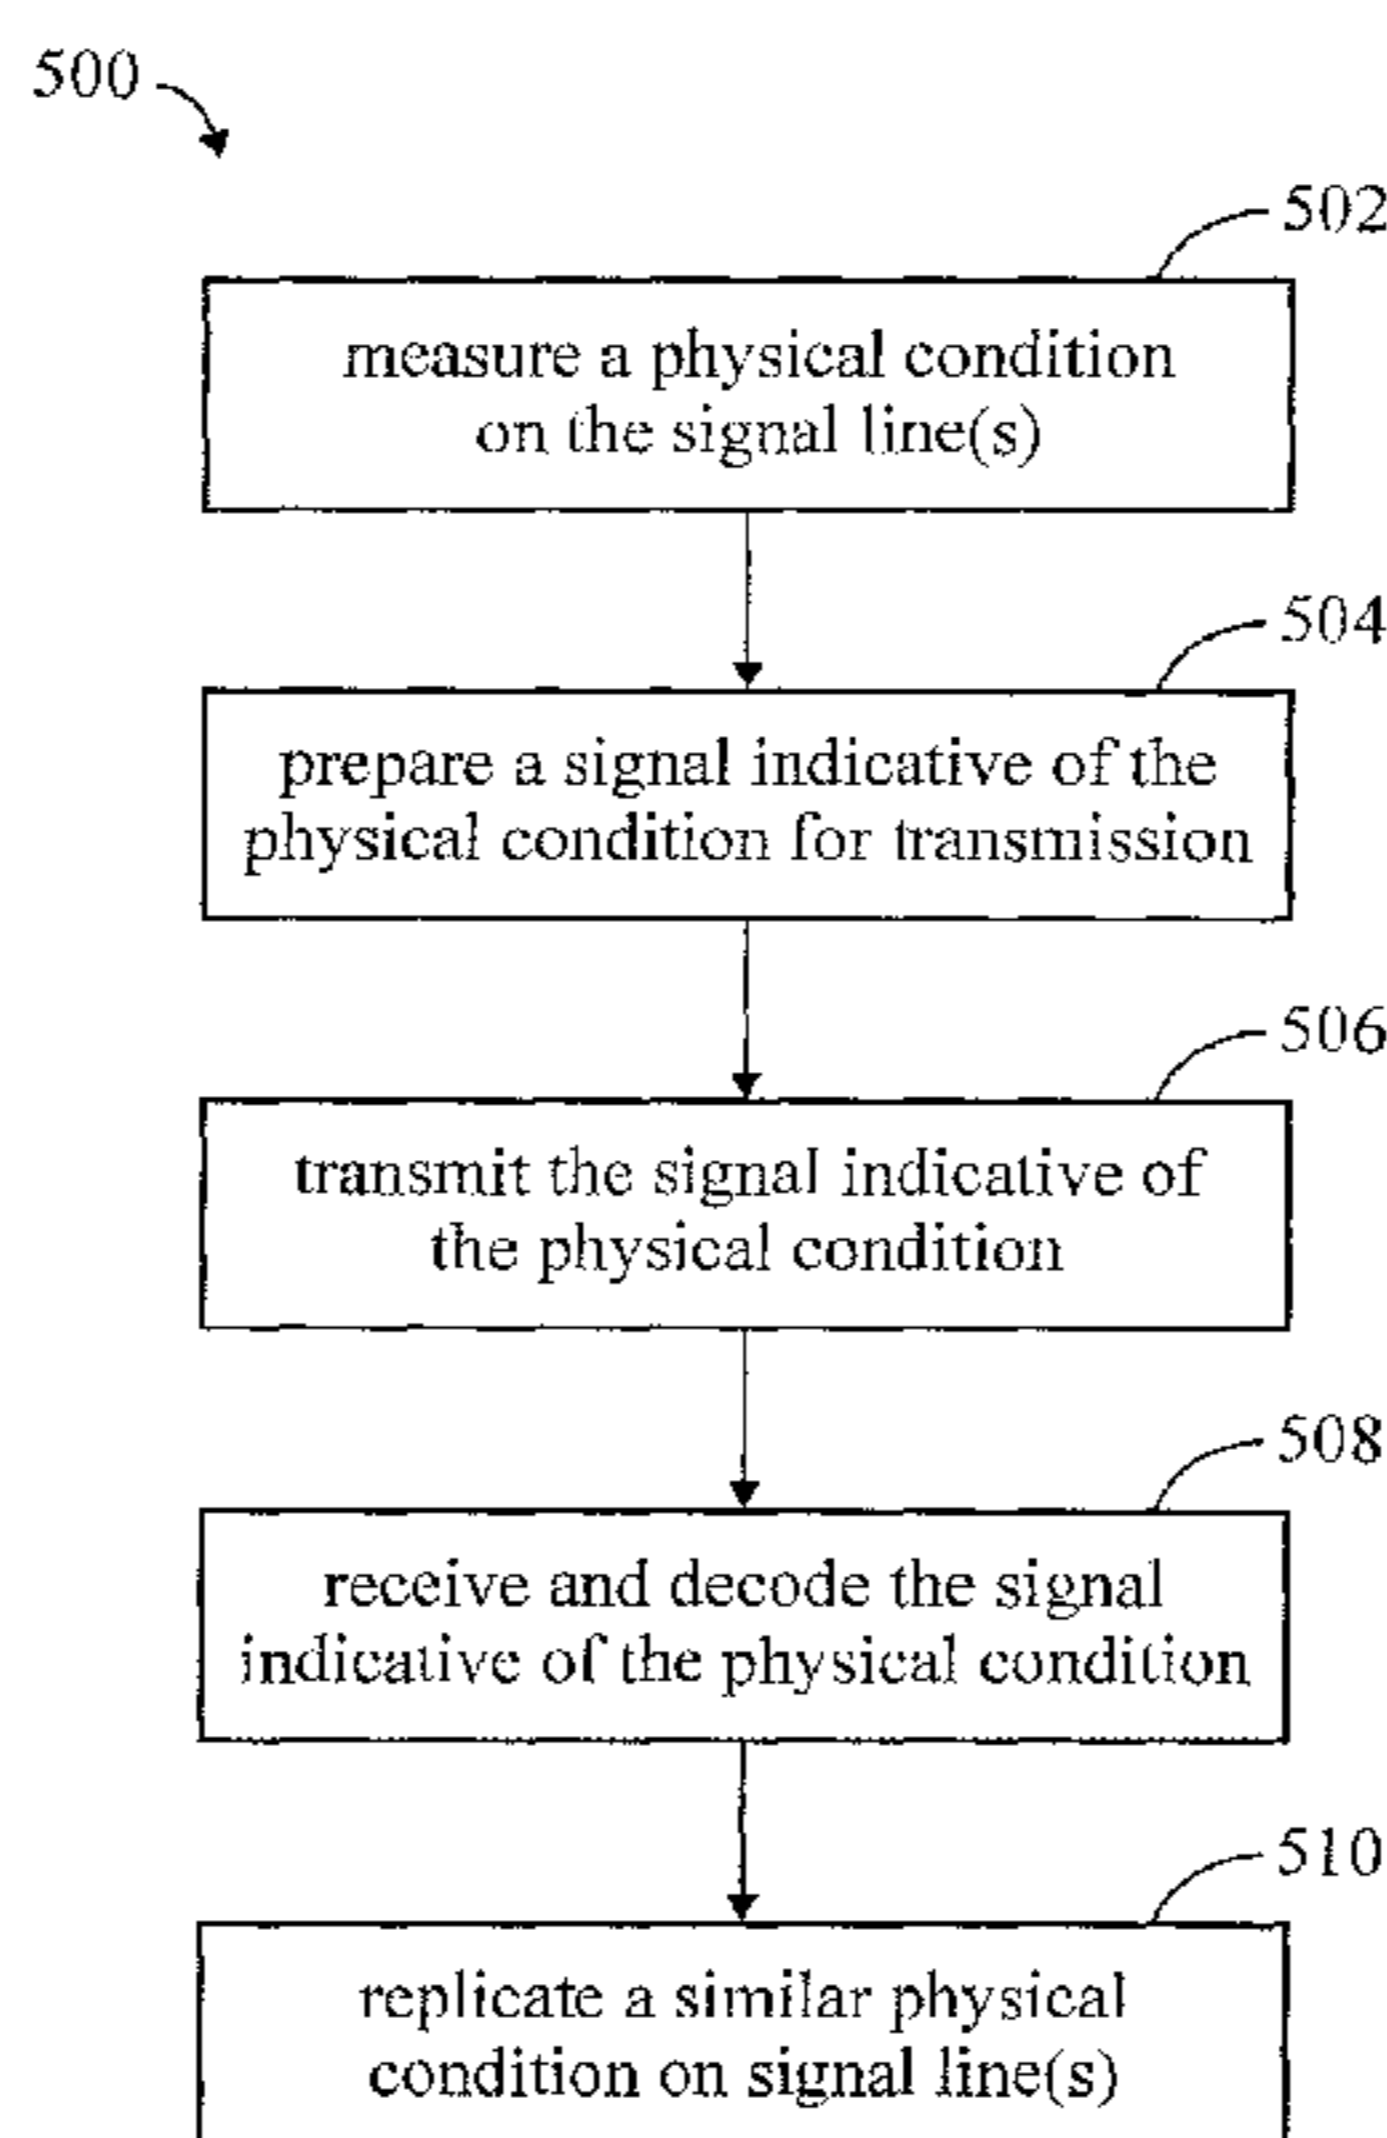 500
502
measure a physical condition
on the signal line(s)
504
prepare a signal indicative of the
physical condition for transmission
506
transmit the signal indicative of
the physical condition
508
receive and decode the signal
indicative of the physical condition
510
replicate a similar physical
condition on signal line(s)